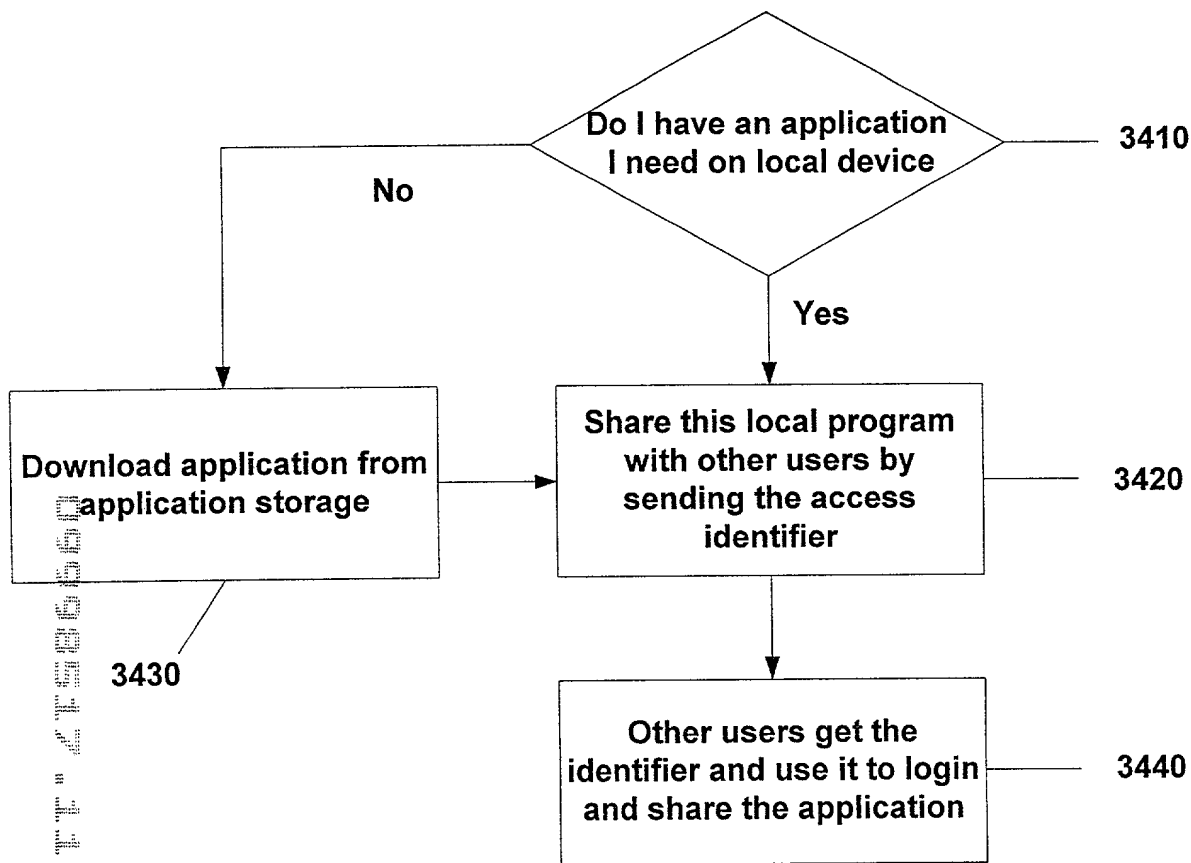 Do I have an application
I need on local device
3410
No
Yes
Download application from
application storage
Share this local program
with other users by
sending the access
identifier
3420
3430
Other users get the
identifier and use it to login
and share the application
3440